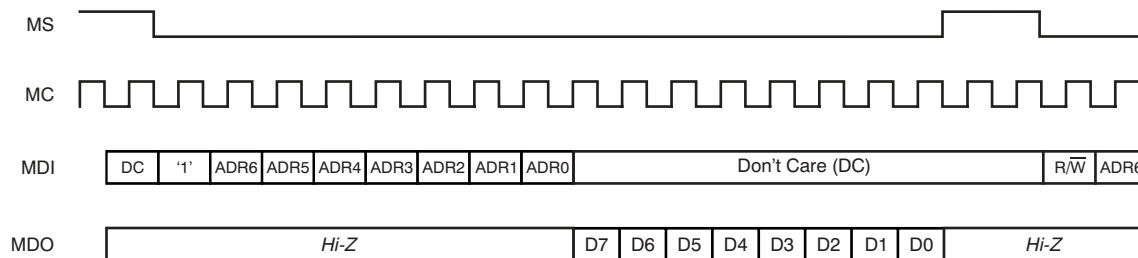 MS
MC
MDI DC ‘1’ ADR6 ADR5 ADR4 ADR3 ADR2 ADR1 ADR0 Don't Care (DC) R/W̅ ADR6
MDO Hi-Z D7 D6 D5 D4 D3 D2 D1 D0 Hi-Z